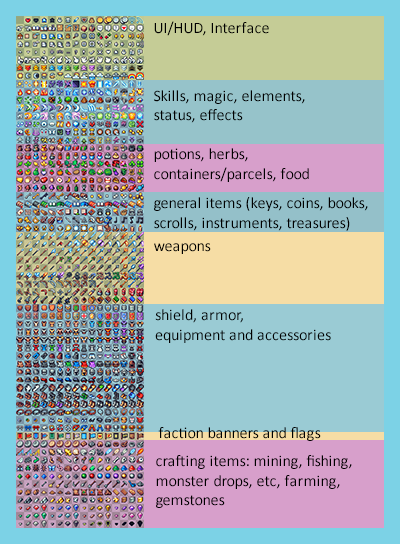 UI/HUD, Interface
Skills, magic, elements,
status, effects
potions, herbs,
containers/parcels, food
general items (keys, coins, books,
scrolls, instruments, treasures)
weapons
shield, armor,
equipment and accessories
faction banners and flags
crafting items: mining, fishing,
monster drops, etc, farming,
gemstones